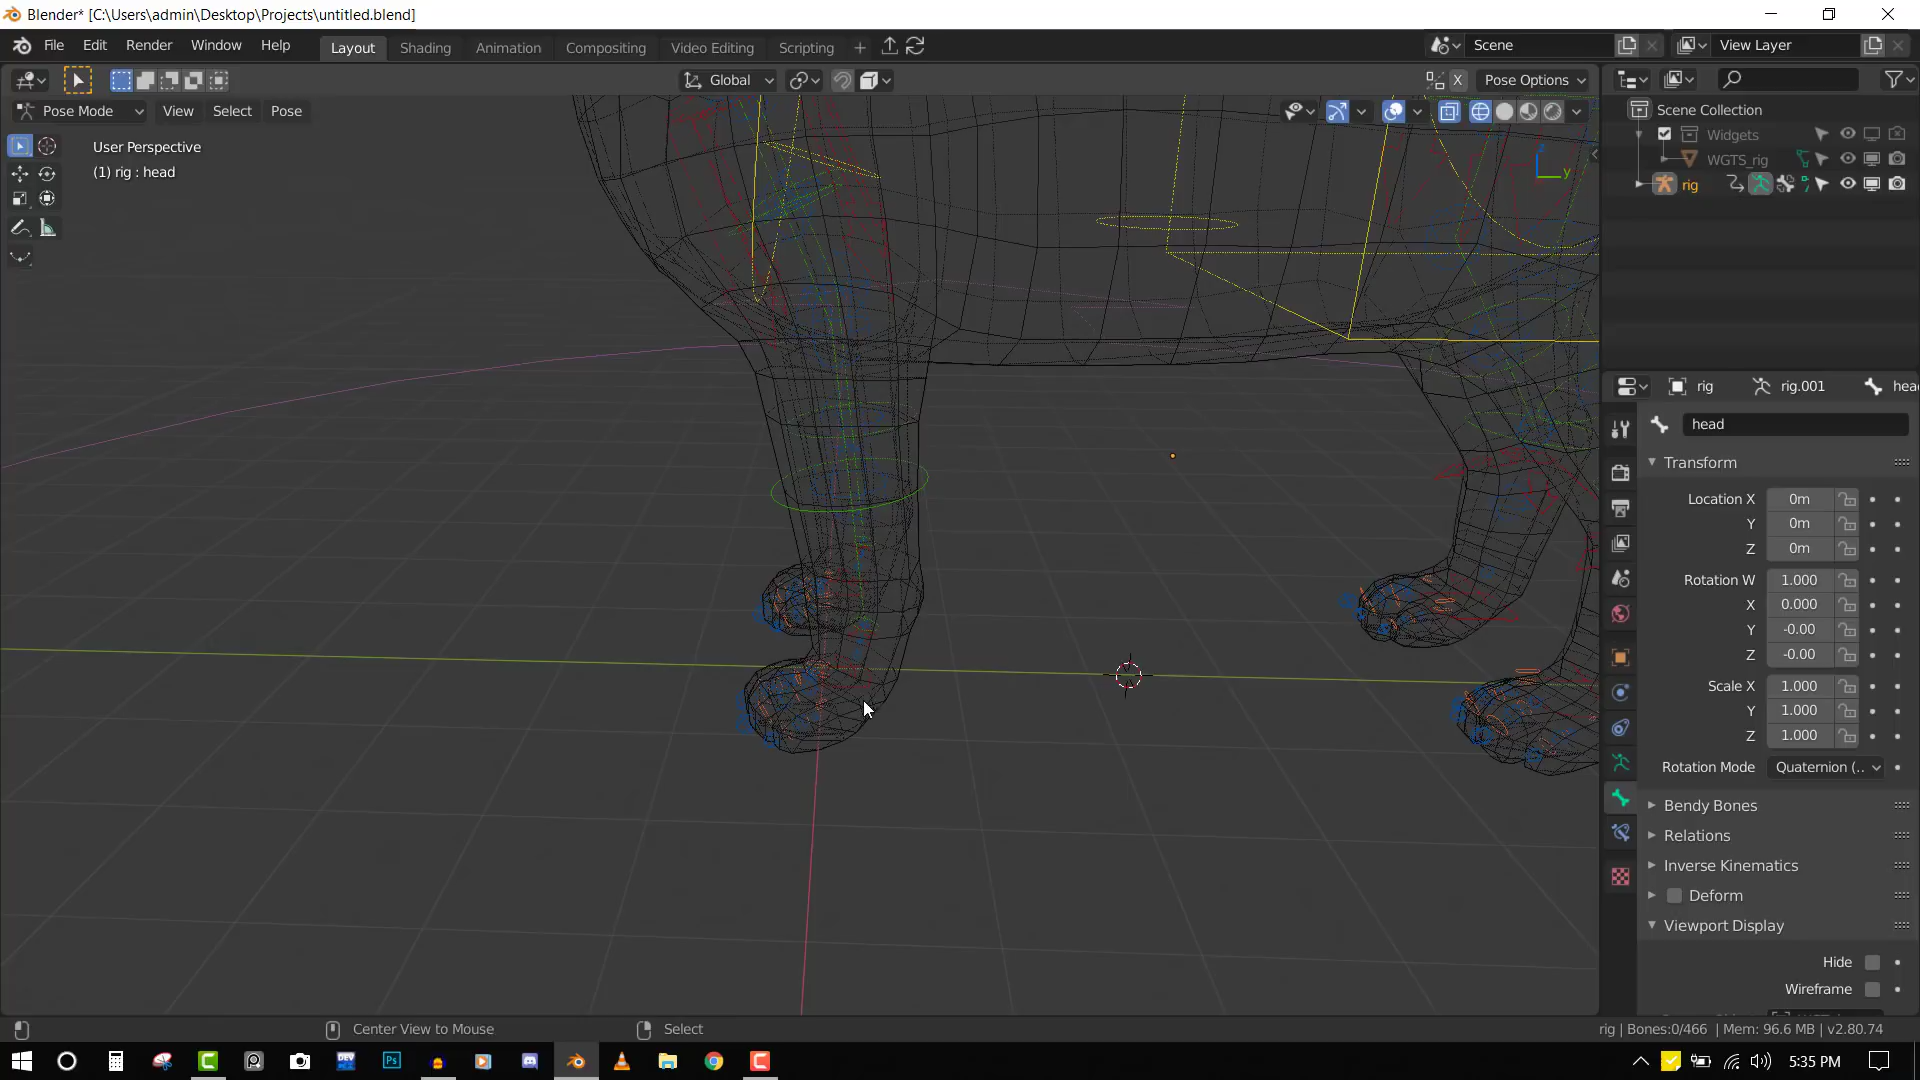 Blender* [C:\Users\admin\Desktop\Projects\untitled.blend]
File Edit Render Window Help Layout Shading Animation Compositing Video Editing Scripting + Scene View Layer
Global Pose Options
Pose Mode View Select Pose
User Perspective
(1) rig : head
Scene Collection
Widgets
WGTS_rig
rig
z
y
rig rig.001 hea
head
Transform
Location X 0m
Y 0m
Z 0m
Rotation W 1.000
X 0.000
Y -0.00
Z -0.00
Scale X 1.000
Y 1.000
Z 1.000
Rotation Mode Quaternion (..
Bendy Bones
Relations
Inverse Kinematics
Deform
Viewport Display
Hide
Wireframe
Center View to Mouse Select rig | Bones:0/466 | Mem: 96.6 MB | v2.80.74
5:35 PM